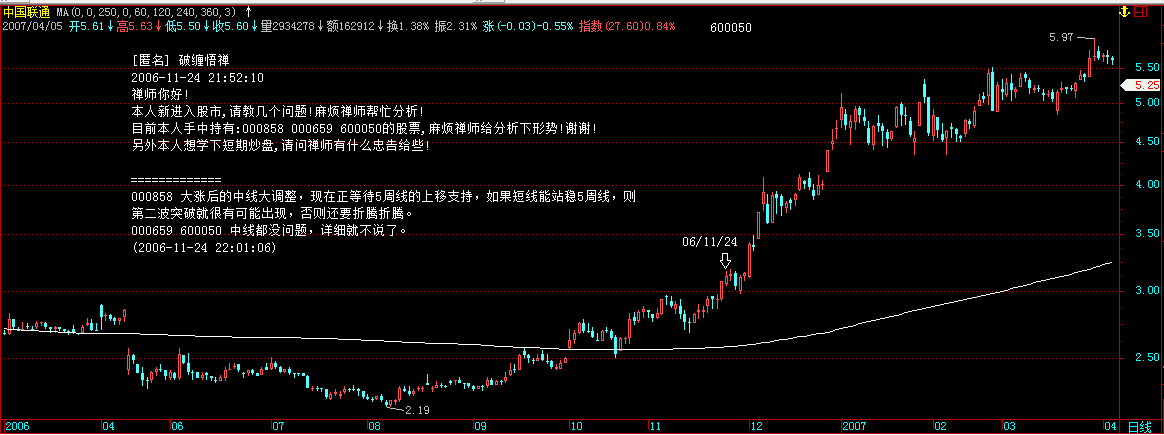 中国联通 MA(0,0,250,0,60,120,240,360,3) ↑
2007/04/05 开5.61↓高5.63↓低5.50↓收5.60↓量2934278↓额162912↓换1.38% 振2.31% 涨(-0.03)-0.55% 指数(27.60)0.84%
600050
5.97
[匿名] 破缠悟禅
2006-11-24 21:52:10
禅师你好!
本人新进入股市,请教几个问题!麻烦禅师帮忙分析!
目前本人手中持有:000858 000659 600050的股票,麻烦禅师给分析下形势!谢谢!
另外本人想学下短期炒盘,请问禅师有什么忠告给些!
=============
000858 大涨后的中线大调整，现在正等待5周线的上移支持，如果短线能站稳5周线，则
第二波突破就很有可能出现，否则还要折腾折腾。
000659 600050 中线都没问题，详细就不说了。
(2006-11-24 22:01:06)
06/11/24
2.19
5.50
5.25
5.00
4.50
4.00
3.50
3.00
2.50
2006 04 06 07 08 09 10 11 12 2007 02 03 04 日线